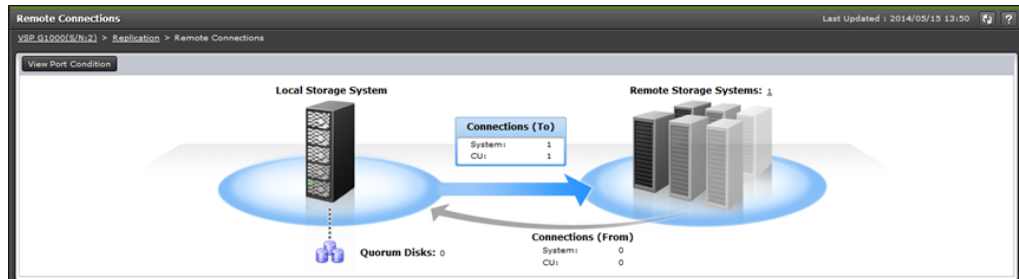 Remote Connections
Last Updated : 2014/05/15 13:50
?
VSP G1000(S/N:2) > Replication > Remote Connections
View Port Condition
Local Storage System
Remote Storage Systems: 1
Connections (To)
System: 1
CU: 1
Connections (From)
System: 0
CU: 0
Quorum Disks: 0